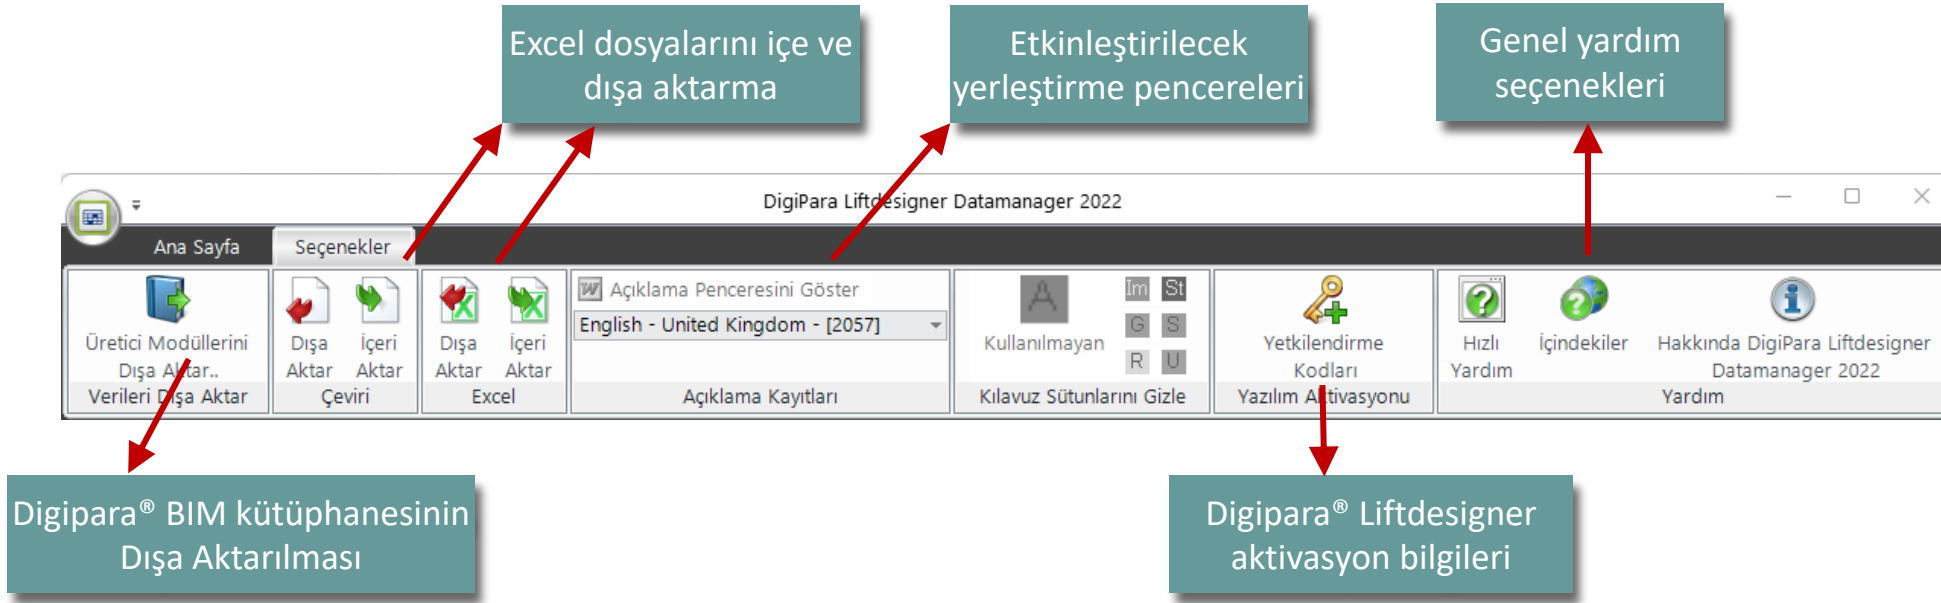 Excel dosyalarını içe ve
dışa aktarma
Etkinleştirilecek
yerleştirme pencereleri
Genel yardım
seçenekleri
DigiPara Liftdesigner Datamanager 2022
Ana Sayfa
Seçenekler
Üretici Modüllerini
Dışa Aktar..
Verileri Dışa Aktar
Dışa
Aktar
İçeri
Aktar
Çeviri
Dışa
Aktar
İçeri
Aktar
Excel
Açıklama Penceresini Göster
English - United Kingdom - [2057]
Açıklama Kayıtları
A
Kullanılmayan
Im St
G S
R U
Kılavuz Sütunlarını Gizle
Yetkilendirme
Kodları
Yazılım Aktivasyonu
Hızlı
Yardım
İçindekiler
Hakkında DigiPara Liftdesigner
Datamanager 2022
Yardım
Digipara® BIM kütüphanesinin
Dışa Aktarılması
Digipara® Liftdesigner
aktivasyon bilgileri